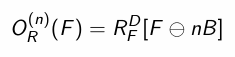 O_R^{(n)}(F) = R_F^D[F ⊖ nB]